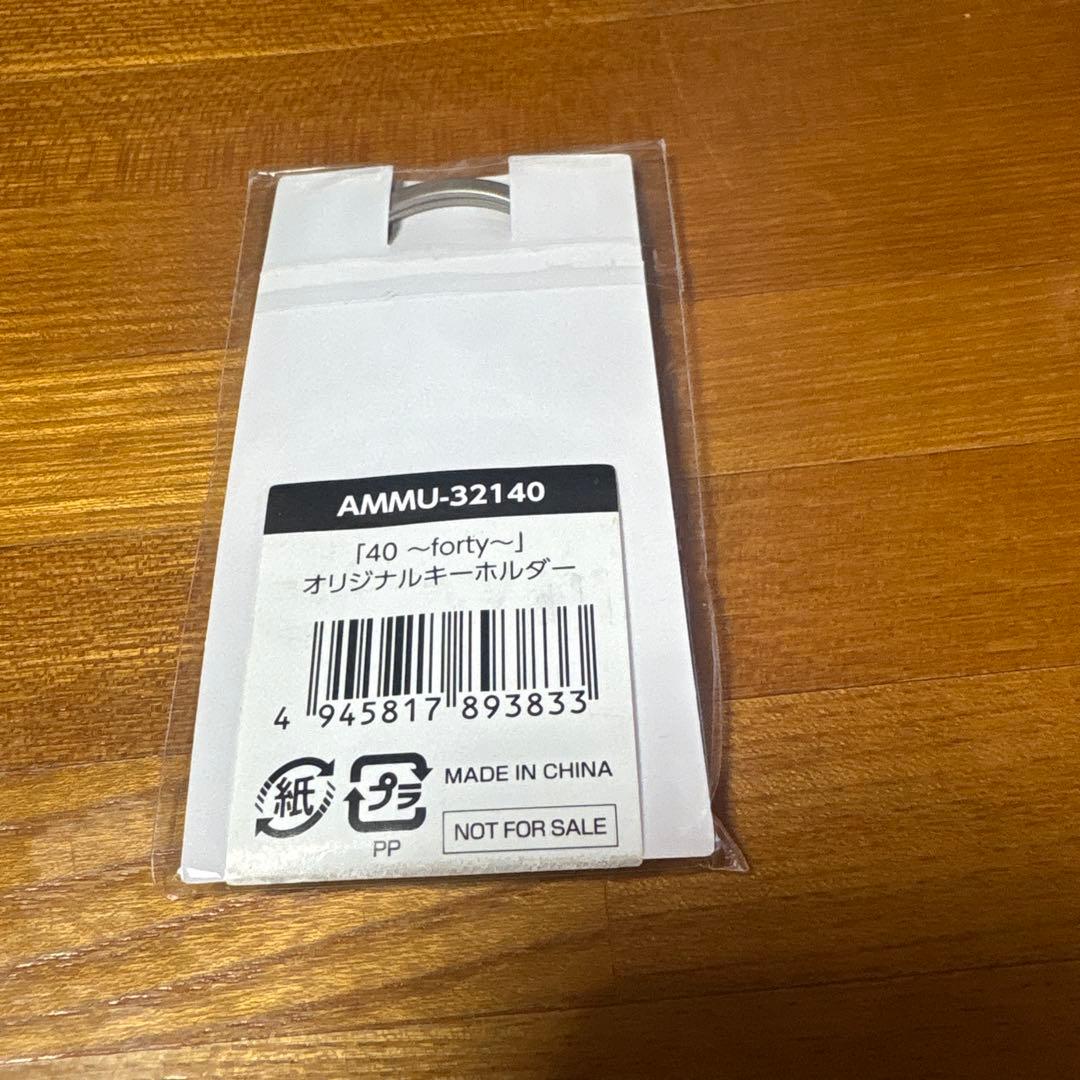 AMMU-32140
「40 ～forty～」
オリジナルキーホルダー
4 945817 893833
紙
プラ
PP
MADE IN CHINA
NOT FOR SALE